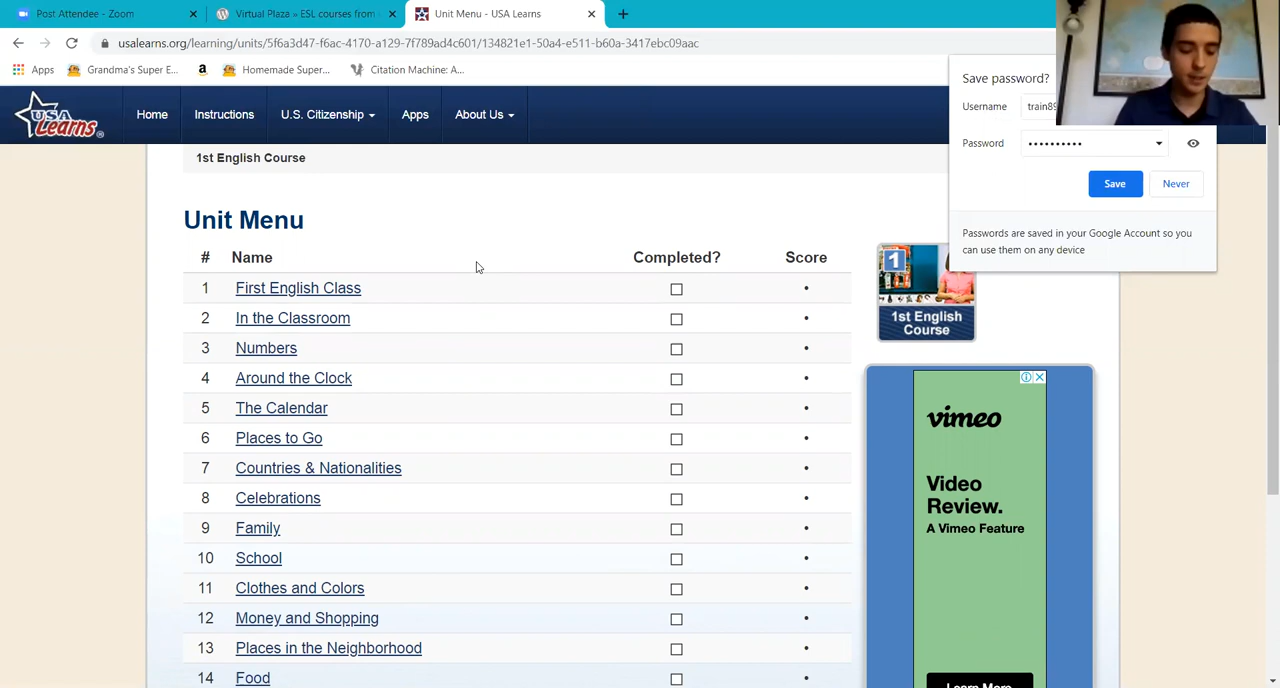 Post Attendee - Zoom
Virtual Plaza » ESL courses from
Unit Menu - USA Learns
usalearns.org/learning/units/5f6a3d47-f6ac-4170-a129-7f789ad4c601/134821e1-50a4-e511-b60a-3417ebc09aac
Apps
Grandma's Super E...
Homemade Super...
Citation Machine: A...
USA Learns
Home
Instructions
U.S. Citizenship
Apps
About Us
Save password?
Username train89
Password ••••••••••
Save Never
Passwords are saved in your Google Account so you
can use them on any device
1st English Course
Unit Menu
# Name Completed? Score
1 First English Class
2 In the Classroom
3 Numbers
4 Around the Clock
5 The Calendar
6 Places to Go
7 Countries & Nationalities
8 Celebrations
9 Family
10 School
11 Clothes and Colors
12 Money and Shopping
13 Places in the Neighborhood
14 Food
1
1st English
Course
vimeo
Video
Review.
A Vimeo Feature
Learn More